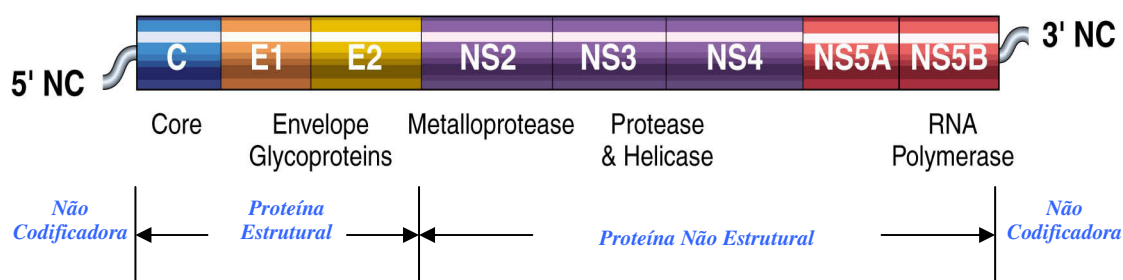 5' NC
C
E1
E2
NS2
NS3
NS4
NS5A
NS5B
3' NC
Core
Envelope
Glycoproteins
Metalloprotease
Protease
& Helicase
RNA
Polymerase
Não
Codificadora
Proteína
Estrutural
Proteína Não Estrutural
Não
Codificadora